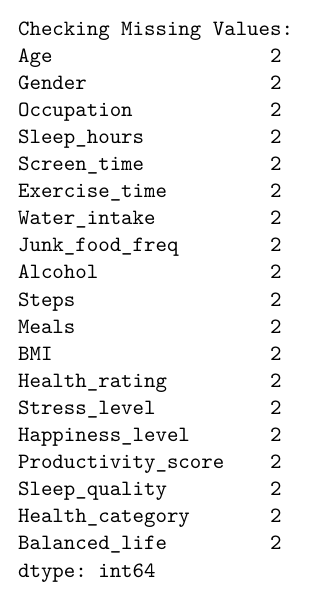 Checking Missing Values:
Age 2
Gender 2
Occupation 2
Sleep_hours 2
Screen_time 2
Exercise_time 2
Water_intake 2
Junk_food_freq 2
Alcohol 2
Steps 2
Meals 2
BMI 2
Health_rating 2
Stress_level 2
Happiness_level 2
Productivity_score 2
Sleep_quality 2
Health_category 2
Balanced_life 2
dtype: int64